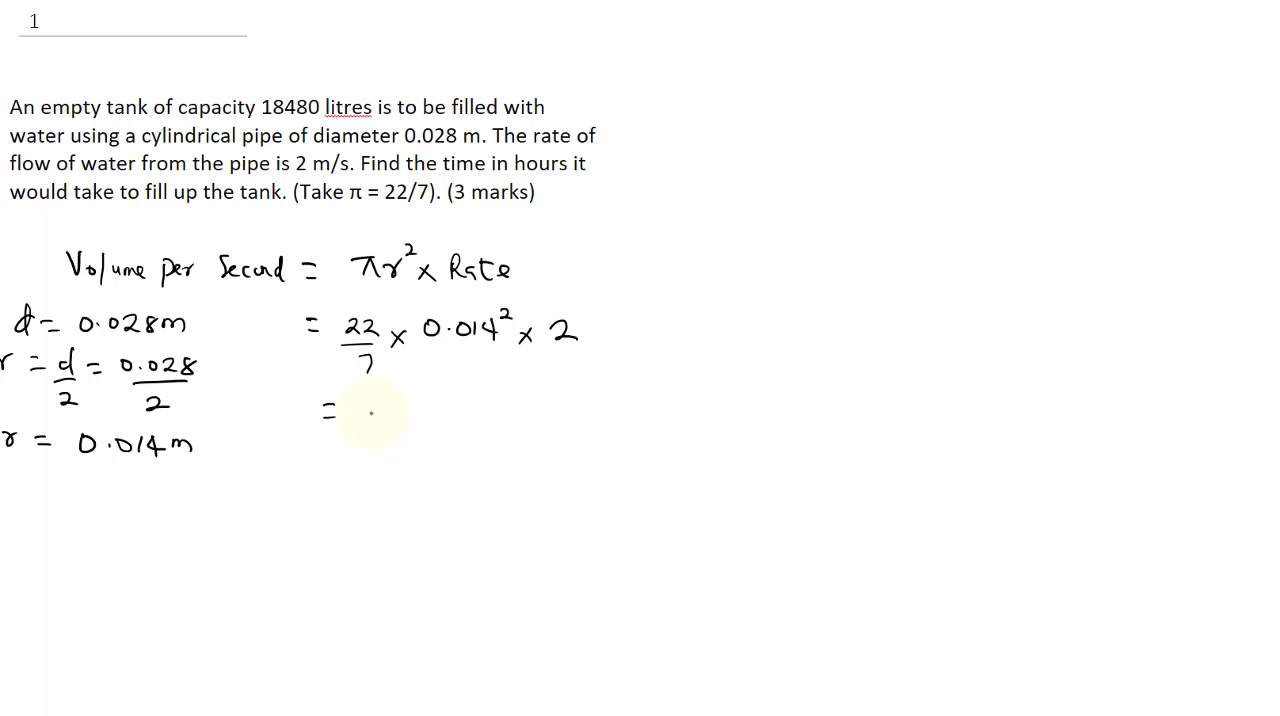 1
An empty tank of capacity 18480 litres is to be filled with
water using a cylindrical pipe of diameter 0.028 m. The rate of
flow of water from the pipe is 2 m/s. Find the time in hours it
would take to fill up the tank. (Take π = 22/7). (3 marks)
Volume per Second = πr² × Rate
d = 0.028m
= 22/7 × 0.014² × 2
r = d/2 = 0.028/2
=
r = 0.014m